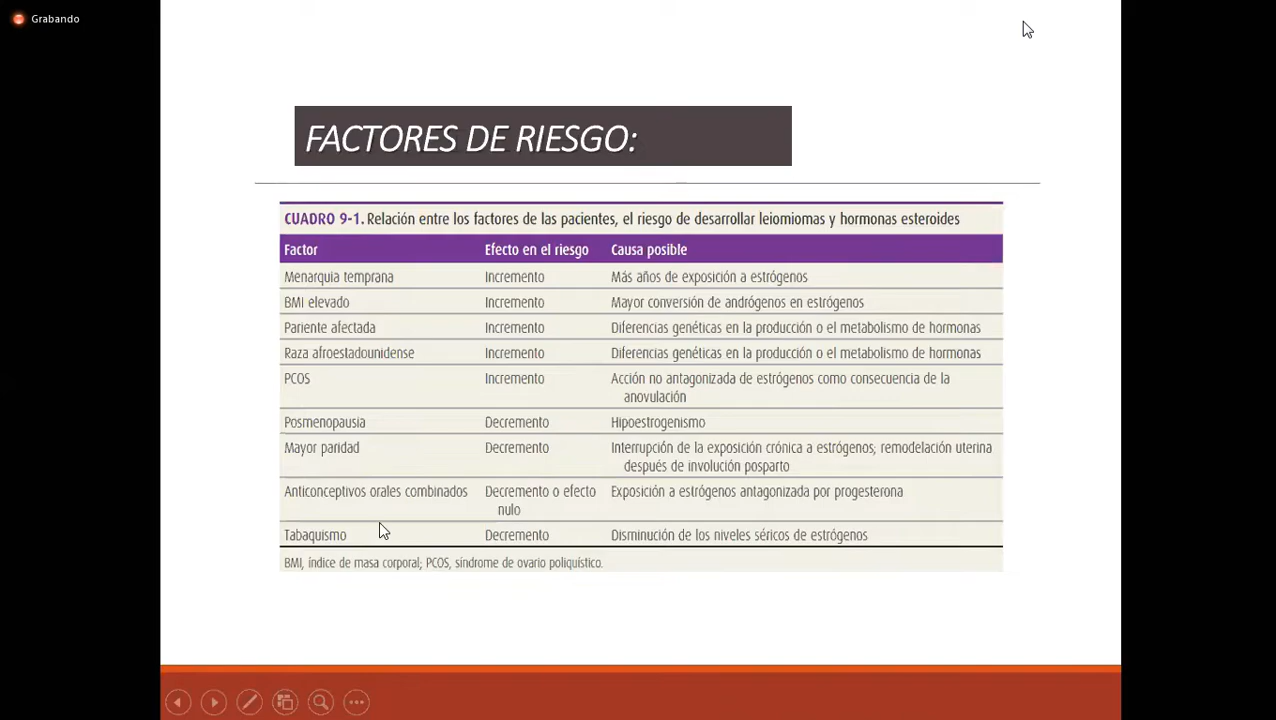 Grabando
FACTORES DE RIESGO:
CUADRO 9-1. Relación entre los factores de las pacientes, el riesgo de desarrollar leiomiomas y hormonas esteroides
Factor Efecto en el riesgo Causa posible
Menarquia temprana Incremento Más años de exposición a estrógenos
BMI elevado Incremento Mayor conversión de andrógenos en estrógenos
Pariente afectada Incremento Diferencias genéticas en la producción o el metabolismo de hormonas
Raza afroestadounidense Incremento Diferencias genéticas en la producción o el metabolismo de hormonas
PCOS Incremento Acción no antagonizada de estrógenos como consecuencia de la
anovulación
Posmenopausia Decremento Hipoestrogenismo
Mayor paridad Decremento Interrupción de la exposición crónica a estrógenos; remodelación uterina
después de involución posparto
Anticonceptivos orales combinados Decremento o efecto Exposición a estrógenos antagonizada por progesterona
nulo
Tabaquismo Decremento Disminución de los niveles séricos de estrógenos
BMI, índice de masa corporal; PCOS, síndrome de ovario poliquístico.